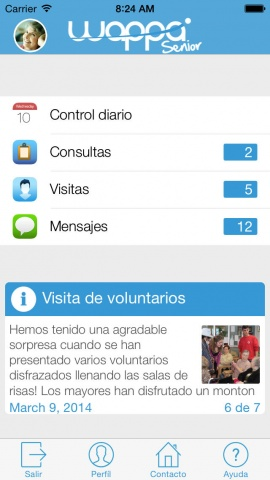 Carrier 8:24 AM
wappa
Senior
Wednesday
10
Control diario
Consultas 2
Visitas 5
Mensajes 12
Visita de voluntarios
Hemos tenido una agradable
sorpresa cuando se han
presentado varios voluntarios
disfrazados llenando las salas de
risas! Los mayores han disfrutado un monton
March 9, 2014 6 de 7
Salir Perfil Contacto Ayuda